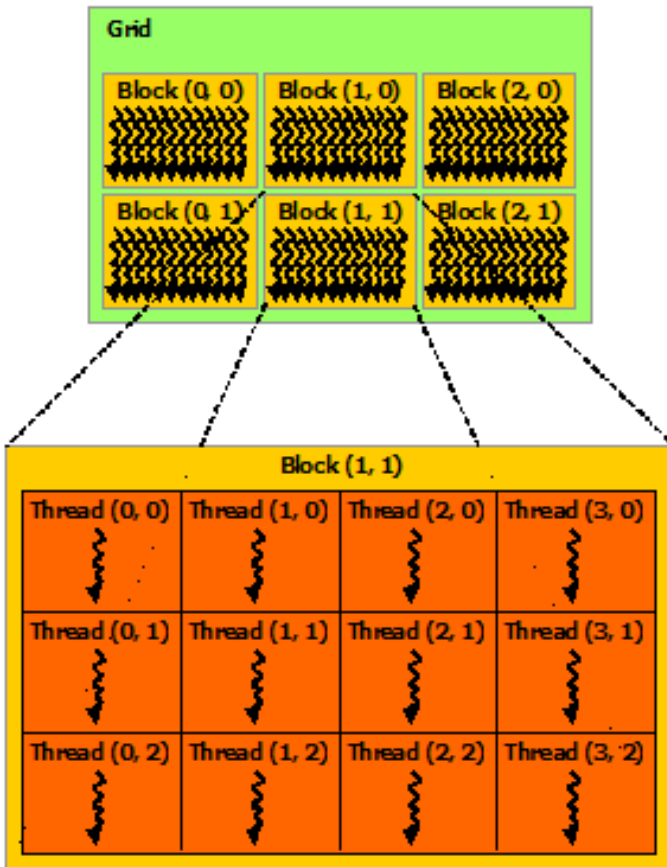 Grid
Block (0, 0) Block (1, 0) Block (2, 0)
Block (0, 1) Block (1, 1) Block (2, 1)
Block (1, 1)
Thread (0, 0) Thread (1, 0) Thread (2, 0) Thread (3, 0)
Thread (0, 1) Thread (1, 1) Thread (2, 1) Thread (3, 1)
Thread (0, 2) Thread (1, 2) Thread (2, 2) Thread (3, 2)